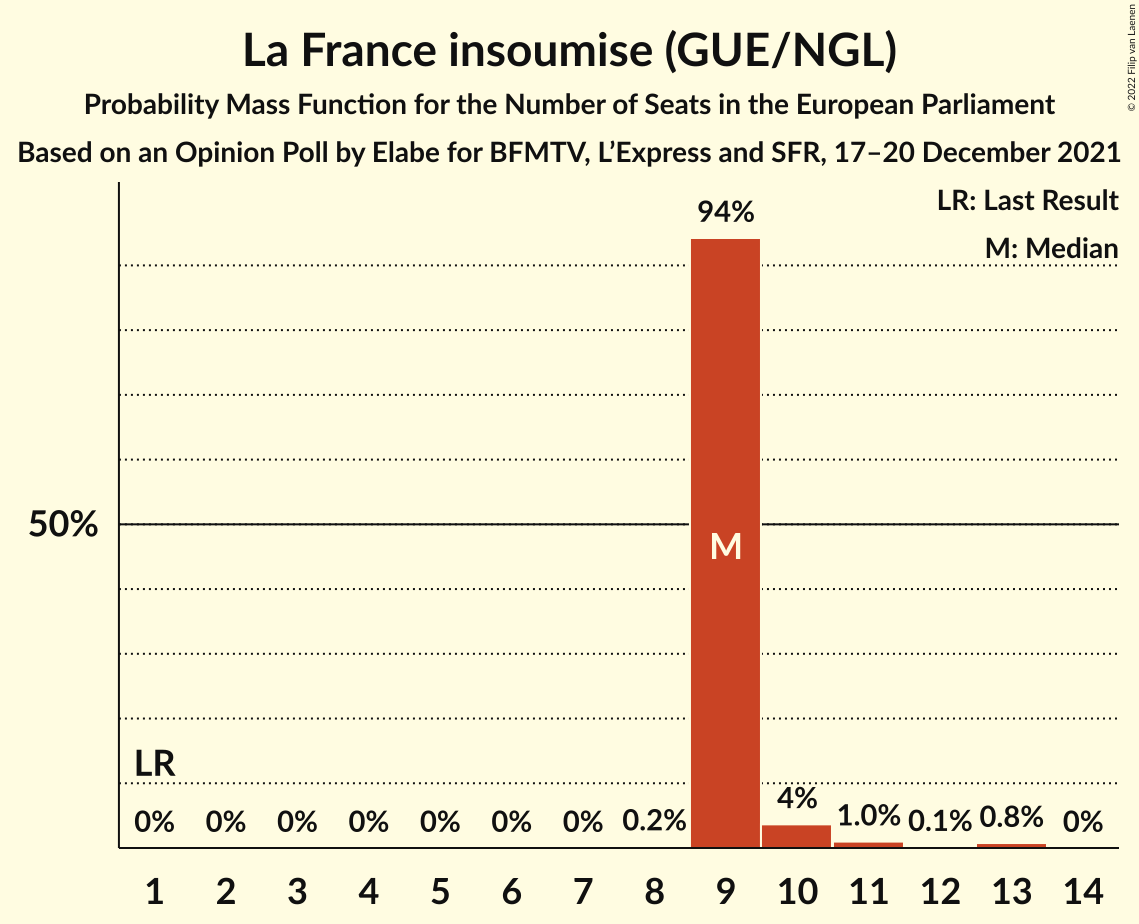 La France insoumise (GUE/NGL)
Probability Mass Function for the Number of Seats in the European Parliament
Based on an Opinion Poll by Elabe for BFMTV, L’Express and SFR, 17–20 December 2021
© 2022 Filip van Laenen
LR: Last Result
M: Median
94%
50%
M
LR
0% 0% 0% 0% 0% 0% 0% 0.2% 4% 1.0% 0.1% 0.8% 0%
1 2 3 4 5 6 7 8 9 10 11 12 13 14